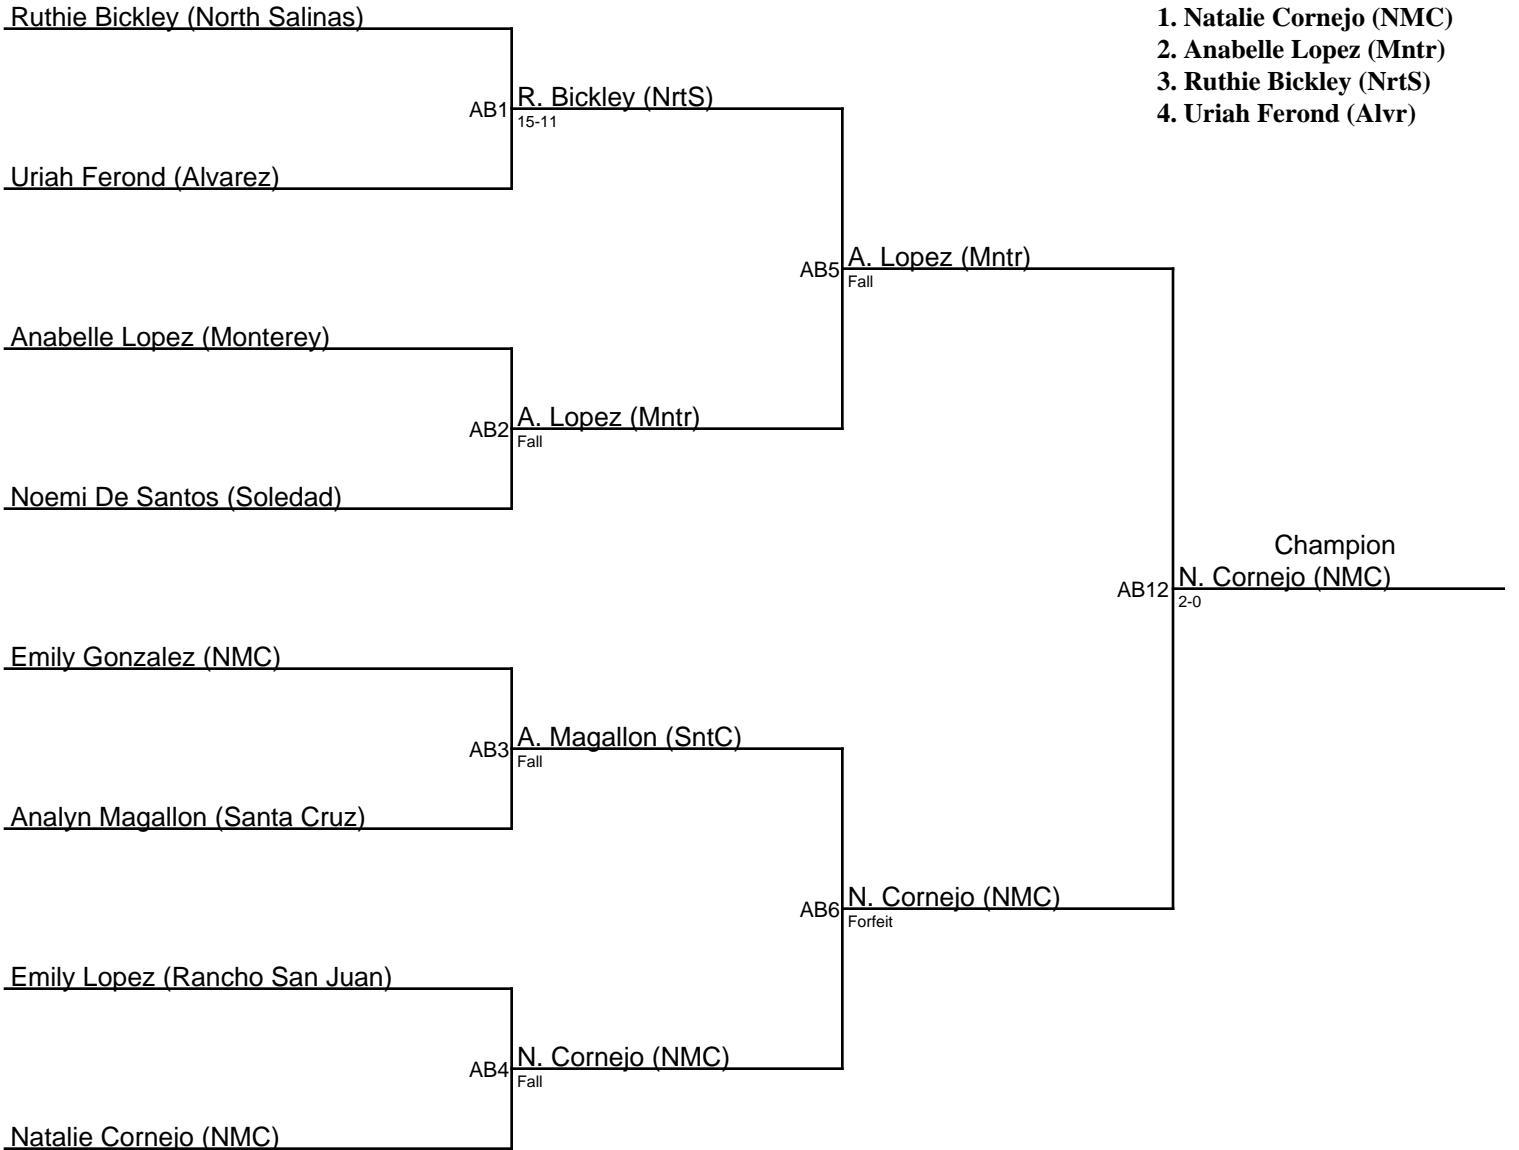 Ruthie Bickley (North Salinas)
1. Natalie Cornejo (NMC)
2. Anabelle Lopez (Mntr)
3. Ruthie Bickley (NrtS)
4. Uriah Ferond (Alvr)
AB1
R. Bickley (NrtS)
15-11
Uriah Ferond (Alvarez)
AB5
A. Lopez (Mntr)
Fall
Anabelle Lopez (Monterey)
AB2
A. Lopez (Mntr)
Fall
Noemi De Santos (Soledad)
Champion
AB12
N. Cornejo (NMC)
2-0
Emily Gonzalez (NMC)
AB3
A. Magallon (SntC)
Fall
Analyn Magallon (Santa Cruz)
AB6
N. Cornejo (NMC)
Forfeit
Emily Lopez (Rancho San Juan)
AB4
N. Cornejo (NMC)
Fall
Natalie Cornejo (NMC)